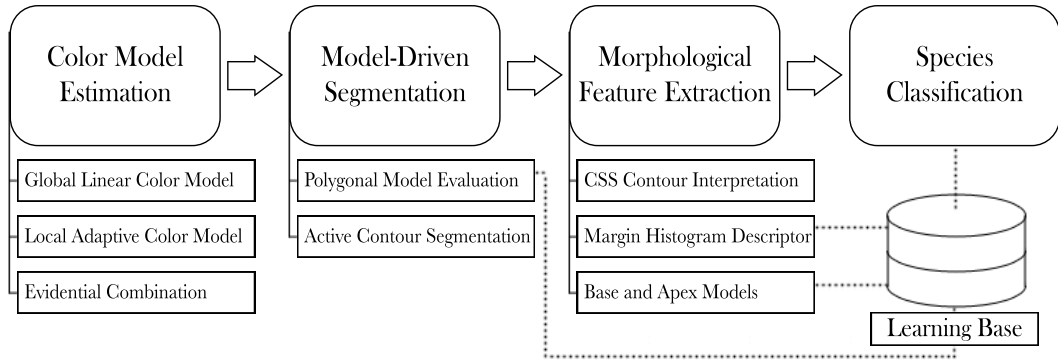 Color Model
Estimation
Model-Driven
Segmentation
Morphological
Feature Extraction
Species
Classification
Global Linear Color Model
Local Adaptive Color Model
Evidential Combination
Polygonal Model Evaluation
Active Contour Segmentation
CSS Contour Interpretation
Margin Histogram Descriptor
Base and Apex Models
Learning Base